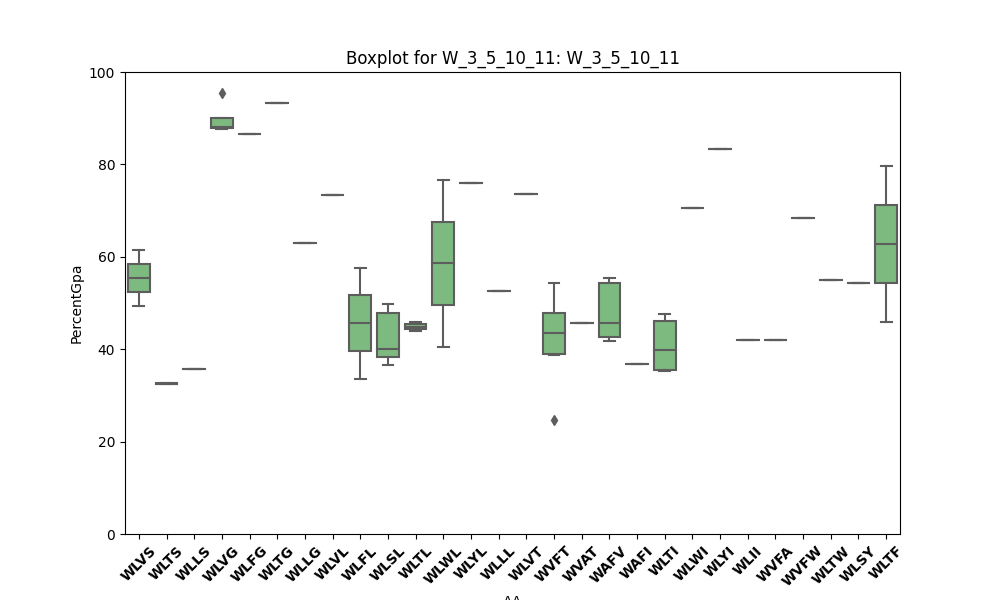 Boxplot for W_3_5_10_11: W_3_5_10_11
PercentGpa
100
80
60
40
20
0
WLVS WLTS WLLS WLVG WLFG WLTG WLLG WLVL WLFL WLSL WLTL WLWL WLYL WLLL WLVT WVFT WVAT WAFV WAFI WLTI WLWI WLYI WLII WVFA WVFW WLTW WLSY WLTF
AA